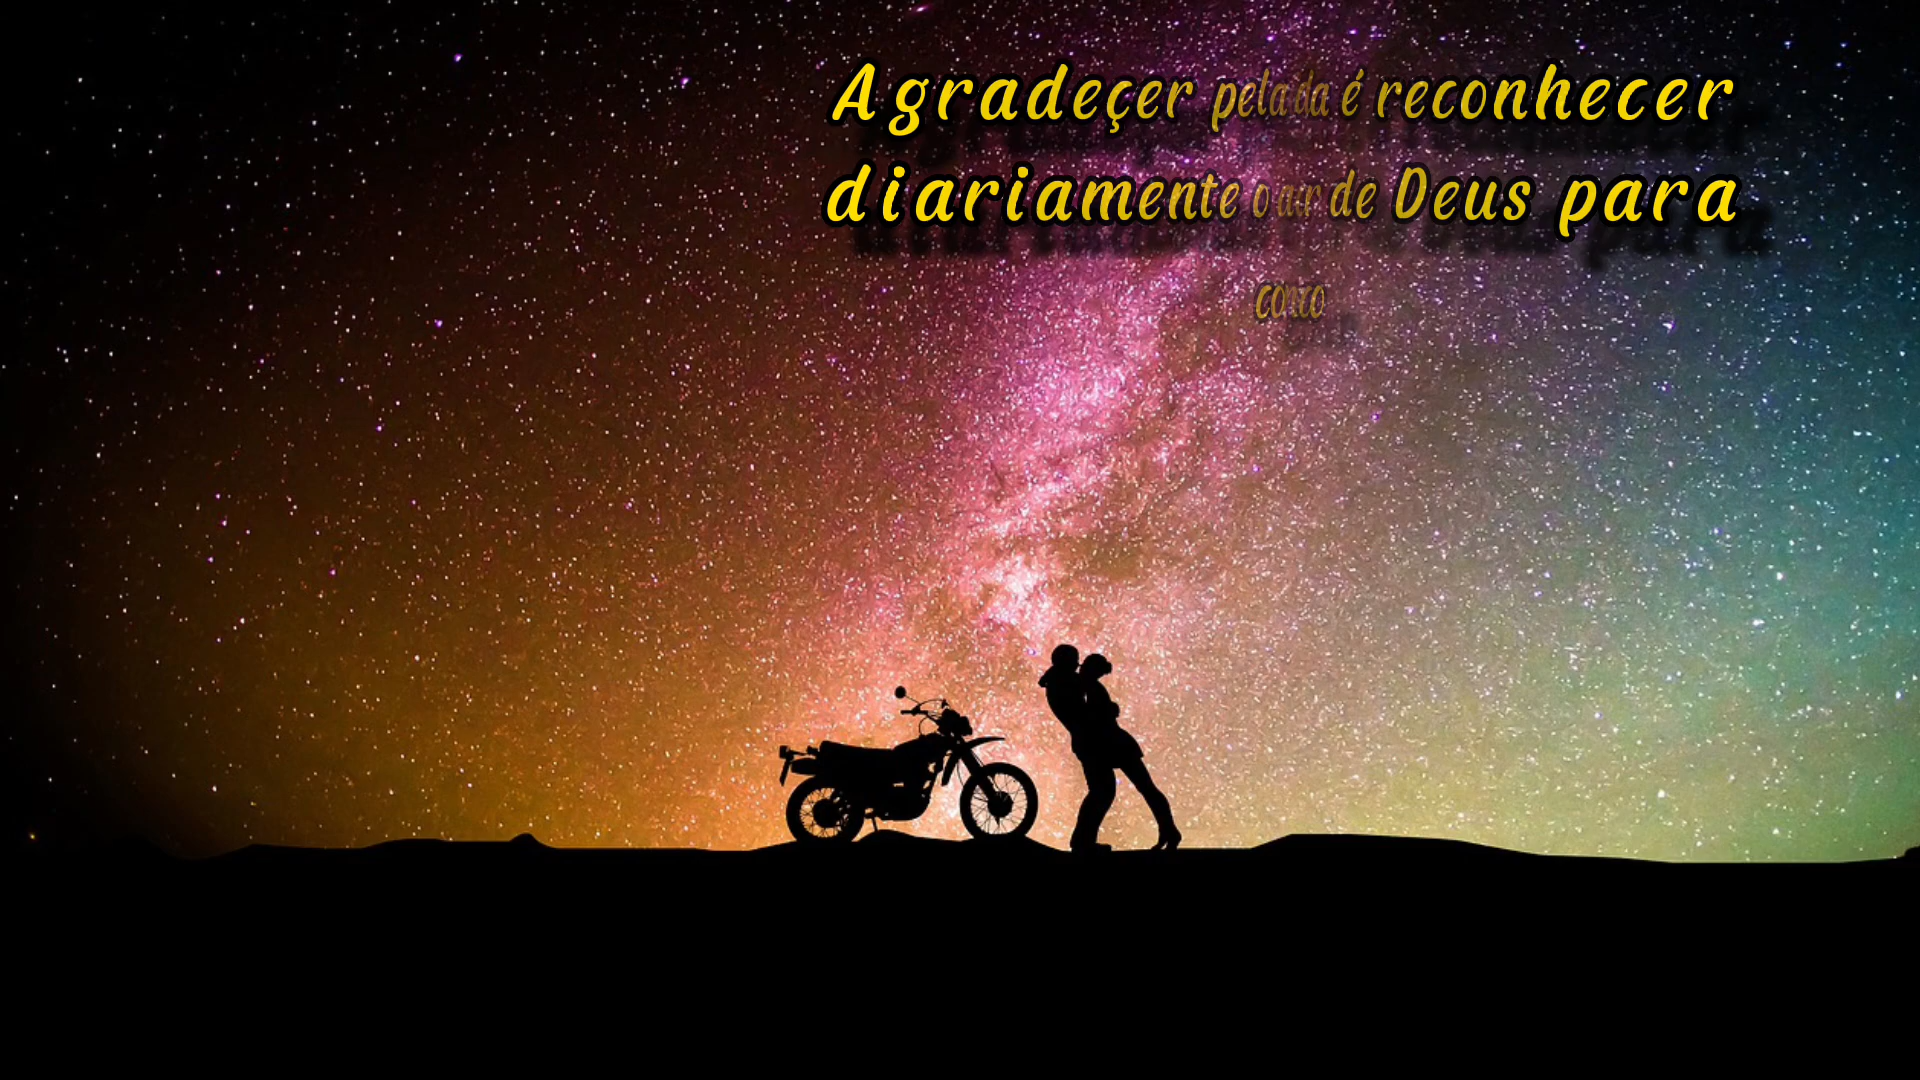 Agradeçer pela é reconhecer
diariamente o de Deus para